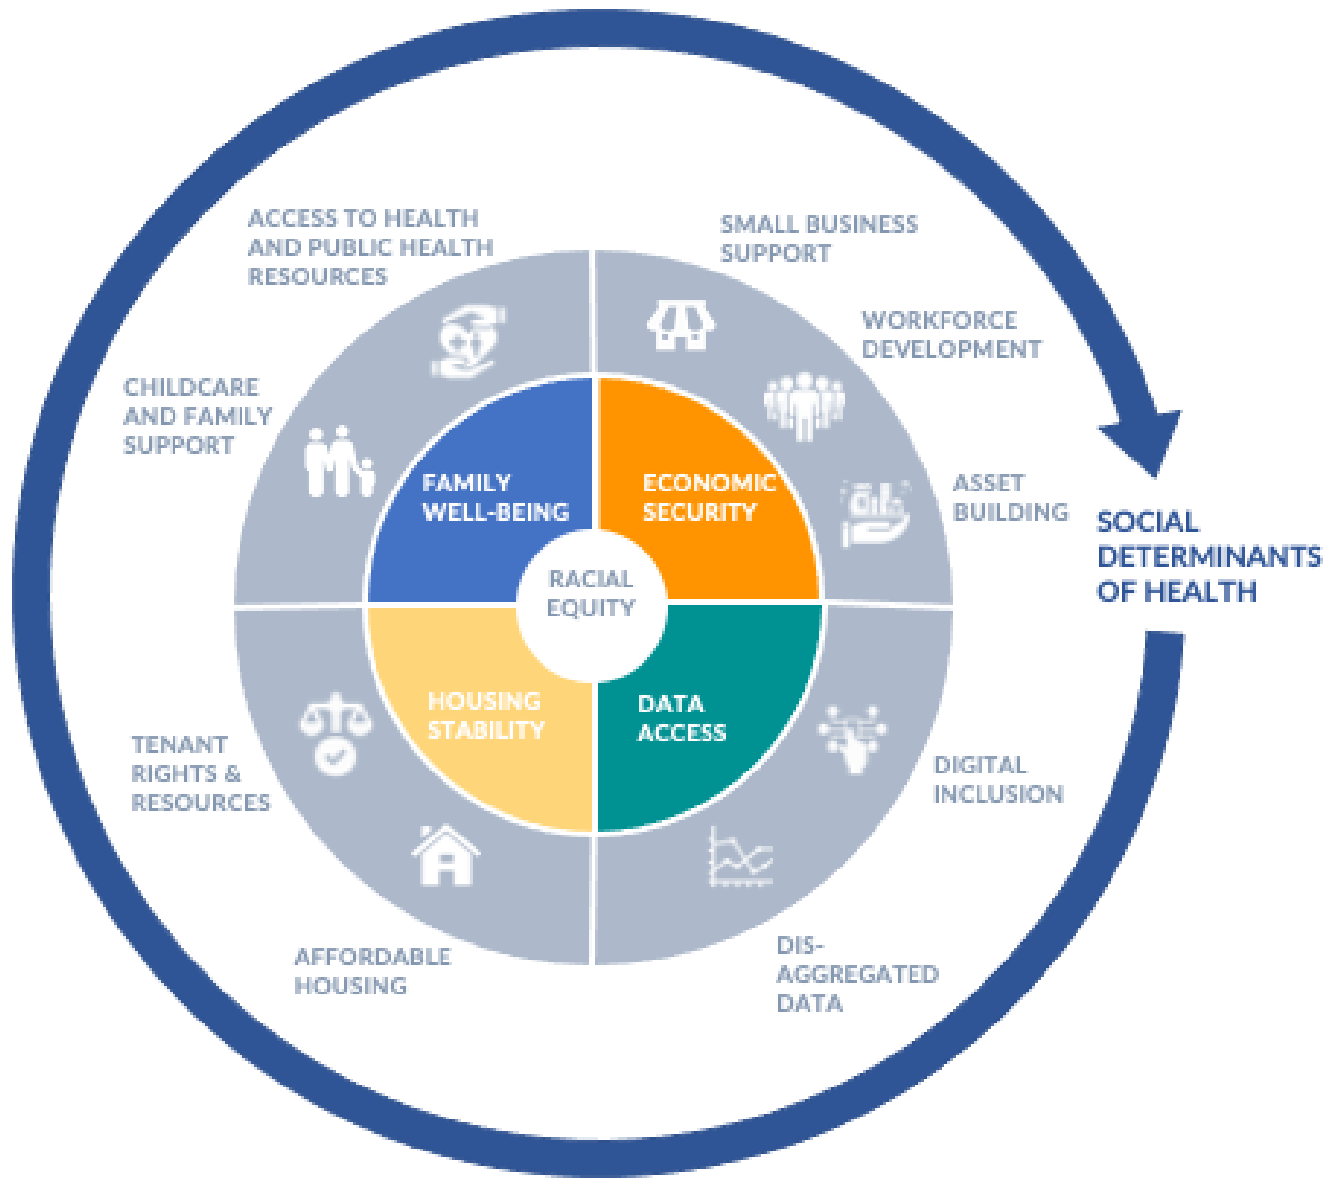 ACCESS TO HEALTH
AND PUBLIC HEALTH
RESOURCES
SMALL BUSINESS
SUPPORT
WORKFORCE
DEVELOPMENT
CHILDCARE
AND FAMILY
SUPPORT
FAMILY
WELL-BEING
ECONOMIC
SECURITY
ASSET
BUILDING
SOCIAL
DETERMINANTS
OF HEALTH
RACIAL
EQUITY
HOUSING
STABILITY
DATA
ACCESS
TENANT
RIGHTS &
RESOURCES
DIGITAL
INCLUSION
AFFORDABLE
HOUSING
DIS-
AGGREGATED
DATA